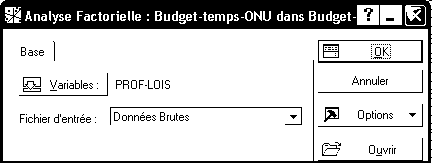 Analyse Factorielle : Budget-temps-ONU dans Budget-
Base
OK
Variables : PROF-LOIS
Annuler
Fichier d'entrée : Données Brutes
Options
Ouvrir